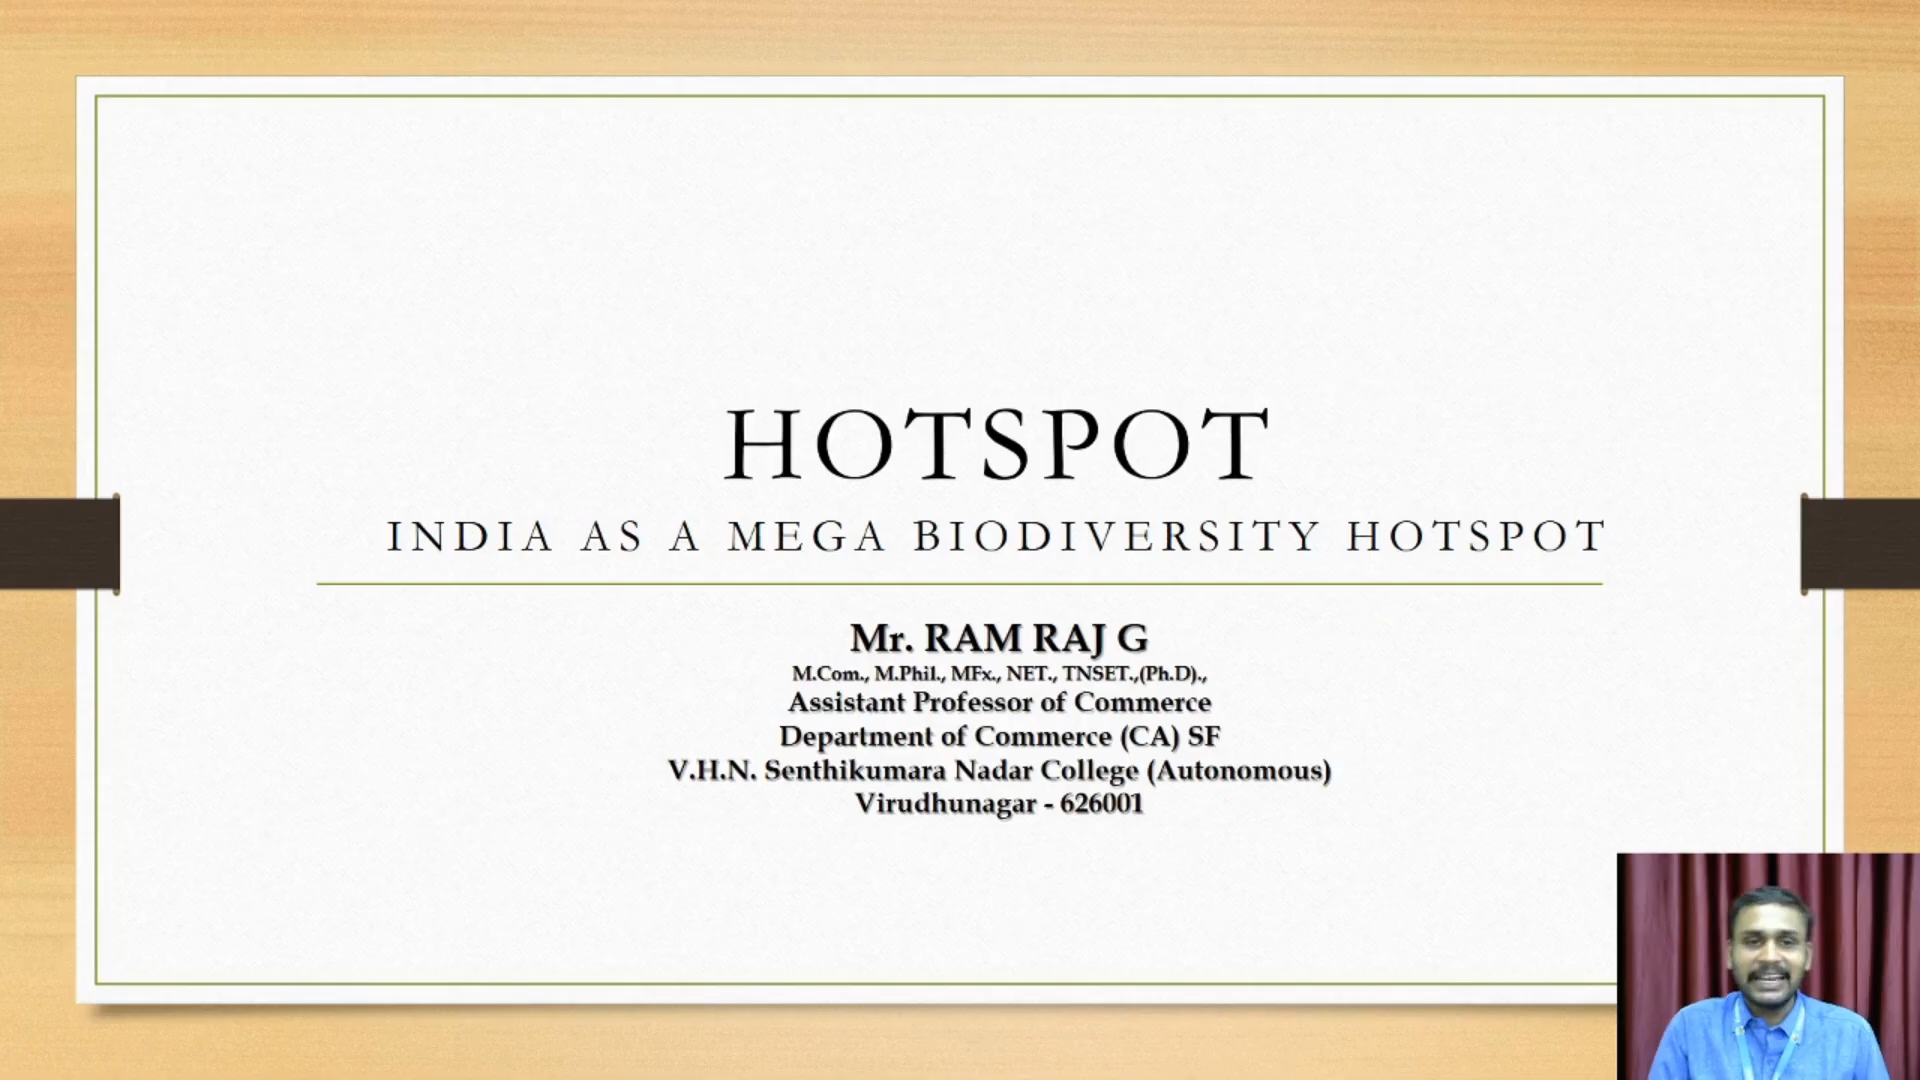 HOTSPOT
INDIA AS A MEGA BIODIVERSITY HOTSPOT
Mr. RAM RAJ G
M.Com., M.Phil., MFx., NET., TNSET.,(Ph.D).,
Assistant Professor of Commerce
Department of Commerce (CA) SF
V.H.N. Senthikumara Nadar College (Autonomous)
Virudhunagar - 626001